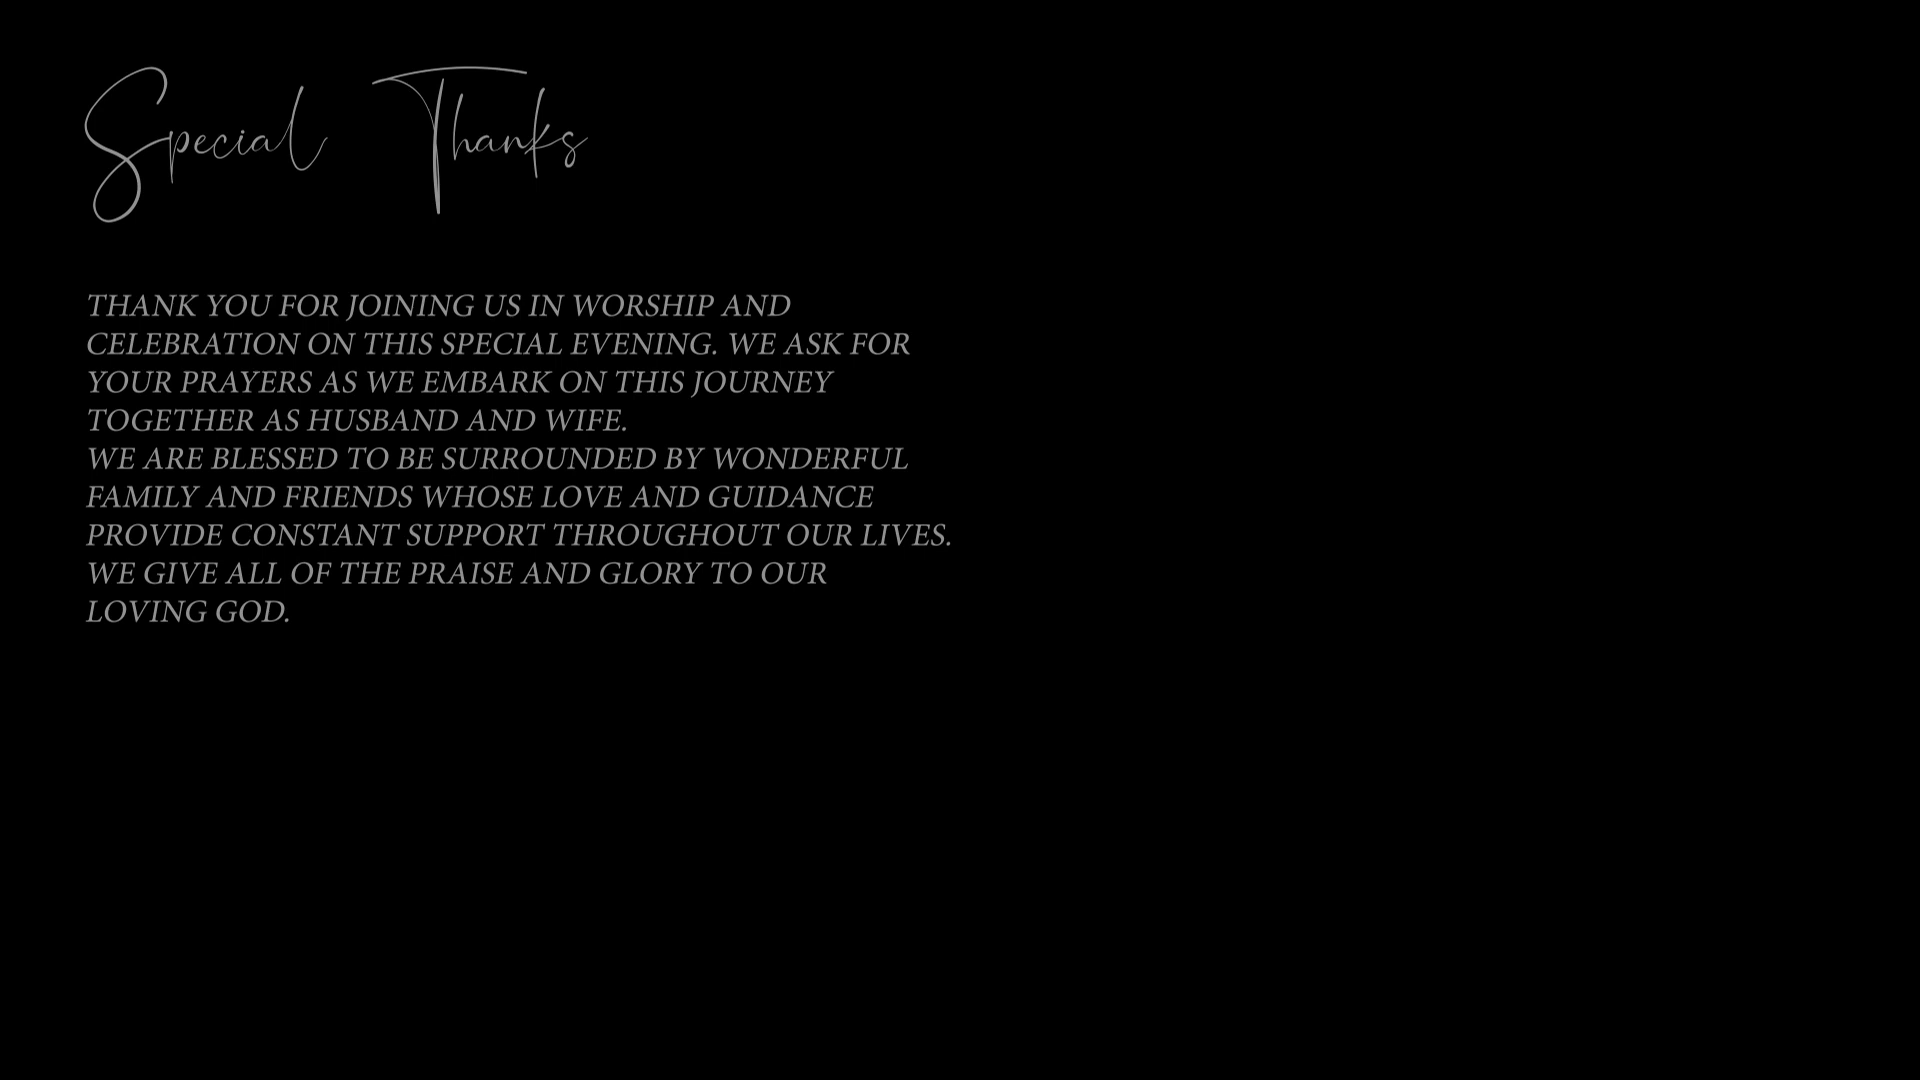 Special Thanks
THANK YOU FOR JOINING US IN WORSHIP AND
CELEBRATION ON THIS SPECIAL EVENING. WE ASK FOR
YOUR PRAYERS AS WE EMBARK ON THIS JOURNEY
TOGETHER AS HUSBAND AND WIFE.
WE ARE BLESSED TO BE SURROUNDED BY WONDERFUL
FAMILY AND FRIENDS WHOSE LOVE AND GUIDANCE
PROVIDE CONSTANT SUPPORT THROUGHOUT OUR LIVES.
WE GIVE ALL OF THE PRAISE AND GLORY TO OUR
LOVING GOD.